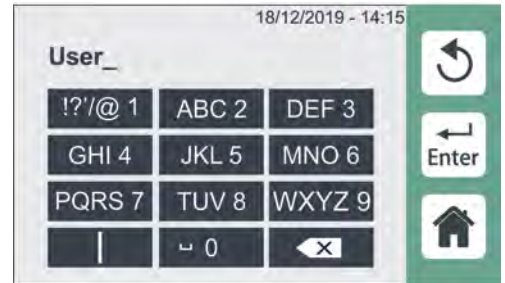 18/12/2019 - 14:15
User_
!?'/@ 1 ABC 2 DEF 3
GHI 4 JKL 5 MNO 6
Enter
PQRS 7 TUV 8 WXYZ 9
␣ 0